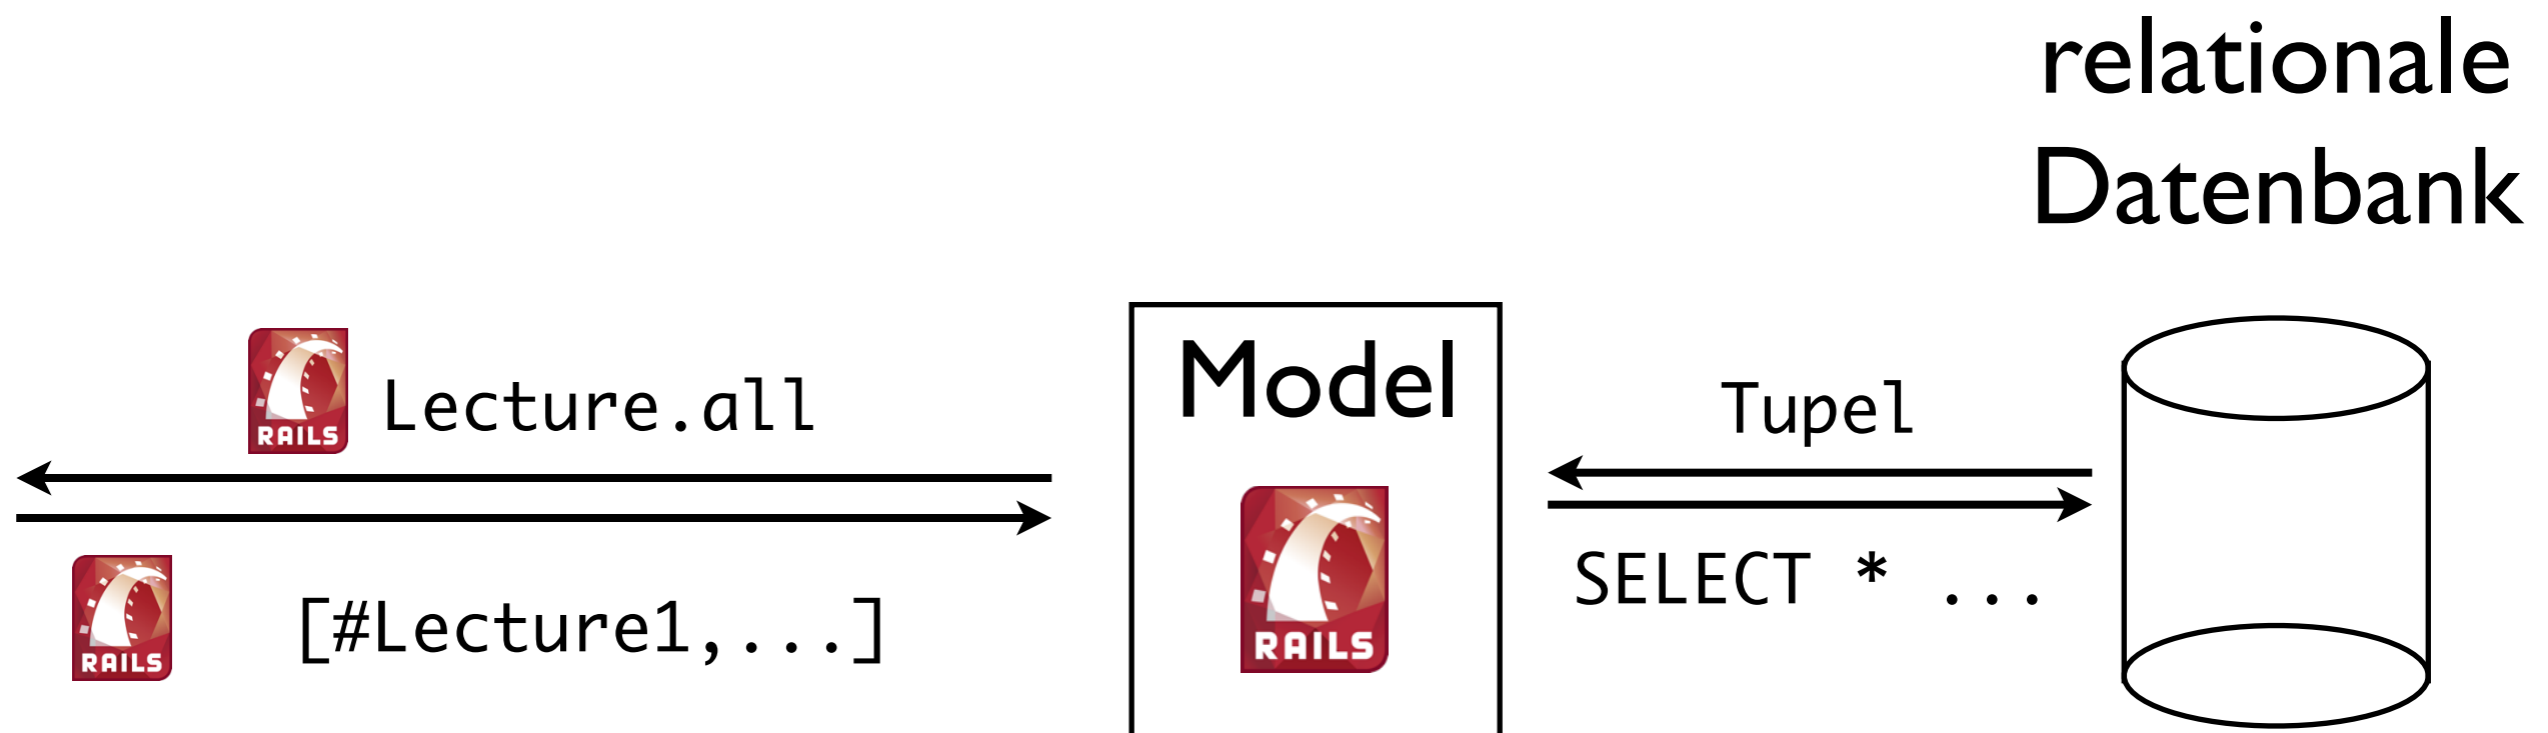 relationale
Datenbank
RAILS
Lecture.all
Model
Tupel
RAILS
[#Lecture1,...]
RAILS
SELECT * ...